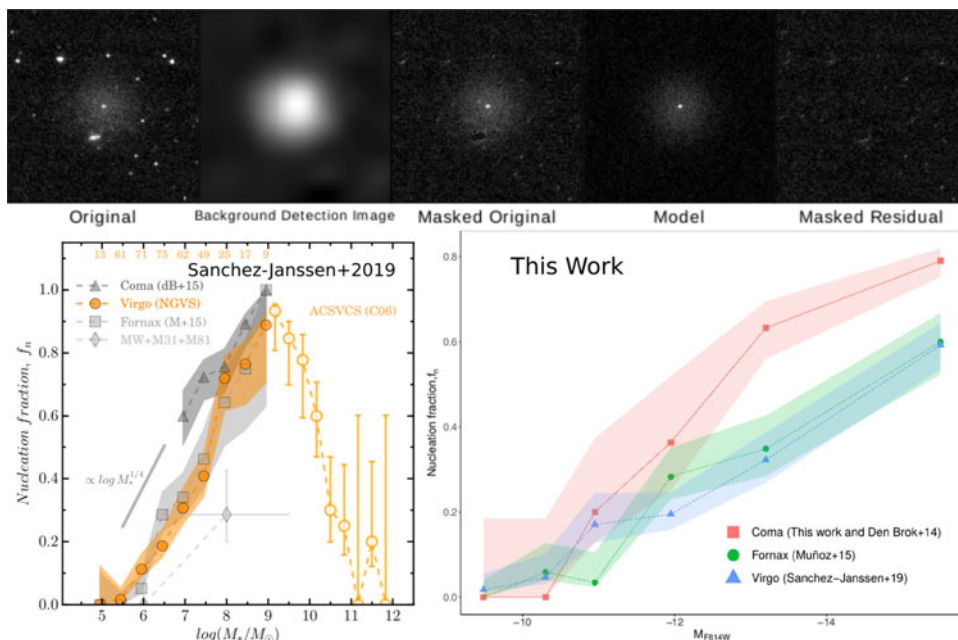 Original Background Detection Image Masked Original Model Masked Residual
13 61 71 75 62 49 25 17 9
Sanchez-Janssen+2019
Coma (dB+15)
Virgo (NGVS)
Fornax (M+15)
MW+M31+M81
ACSVCS (C06)
∝ log M*^1/4
Nucleation fraction, fn
1.0
0.8
0.6
0.4
0.2
0.0
5 6 7 8 9 10 11 12
log(M*/M⊙)
This Work
Nucleation fraction,fn
0.8
0.6
0.4
0.2
0.0
Coma (This work and Den Brok+14)
Fornax (Muñoz+15)
Virgo (Sanchez-Janssen+19)
-10 -12 -14
MF814W